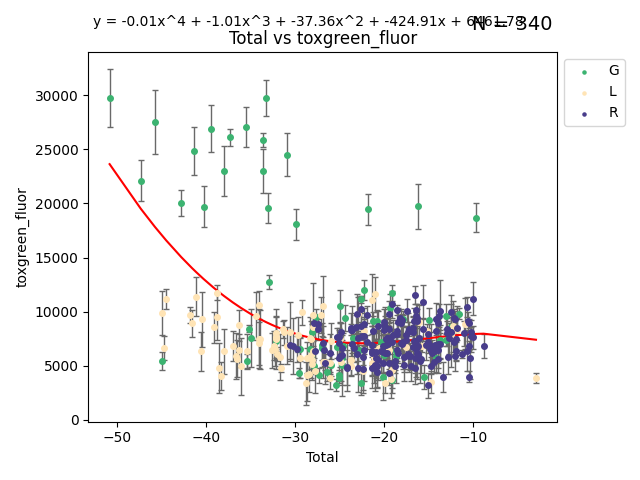 y = -0.01x^4 + -1.01x^3 + -37.36x^2 + -424.91x + 6461.78
N = 340
Total vs toxgreen_fluor
30000
25000
20000
15000
10000
5000
0
toxgreen_fluor
−50
−40
−30
−20
−10
Total
G
L
R